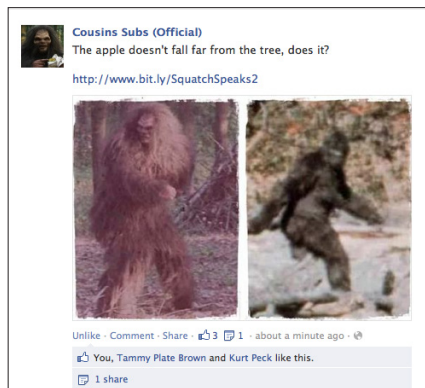 Cousins Subs (Official)
The apple doesn't fall far from the tree, does it?
http://www.bit.ly/SquatchSpeaks2
Unlike · Comment · Share · 3 1 · about a minute ago ·
You, Tammy Plate Brown and Kurt Peck like this.
1 share